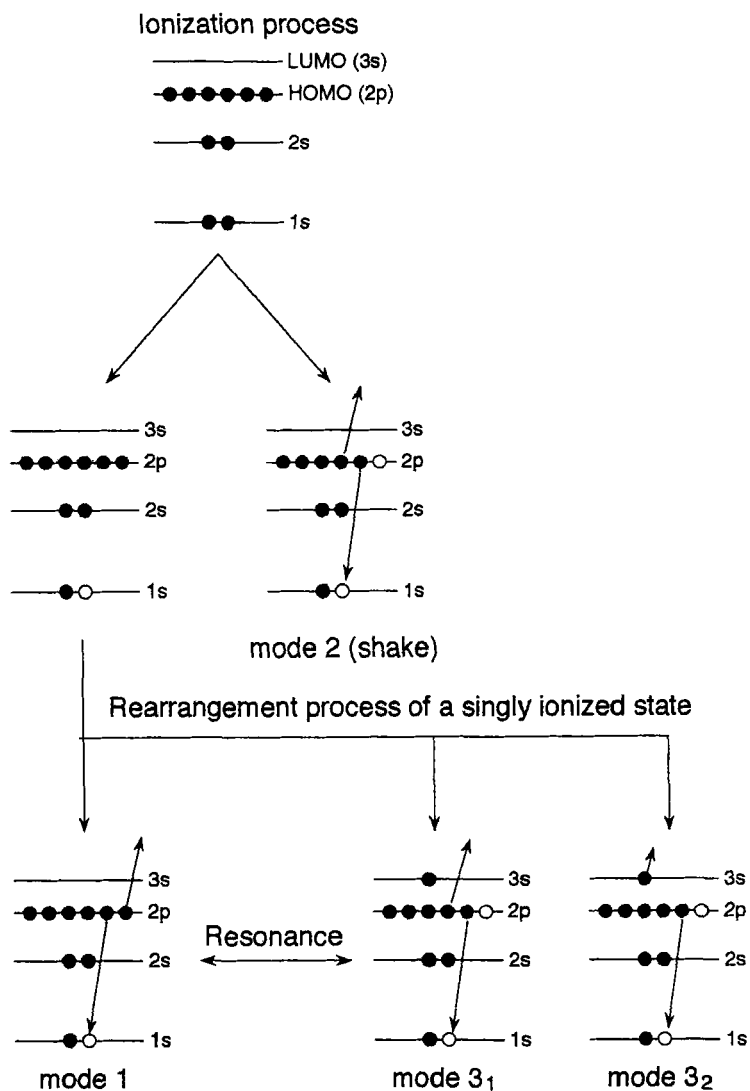 Ionization process
LUMO (3s)
HOMO (2p)
2s
1s
3s
2p
2s
1s
3s
2p
2s
1s
mode 2 (shake)
Rearrangement process of a singly ionized state
3s
2p
2s
1s
mode 1
Resonance
3s
2p
2s
1s
mode 3₁
3s
2p
2s
1s
mode 3₂